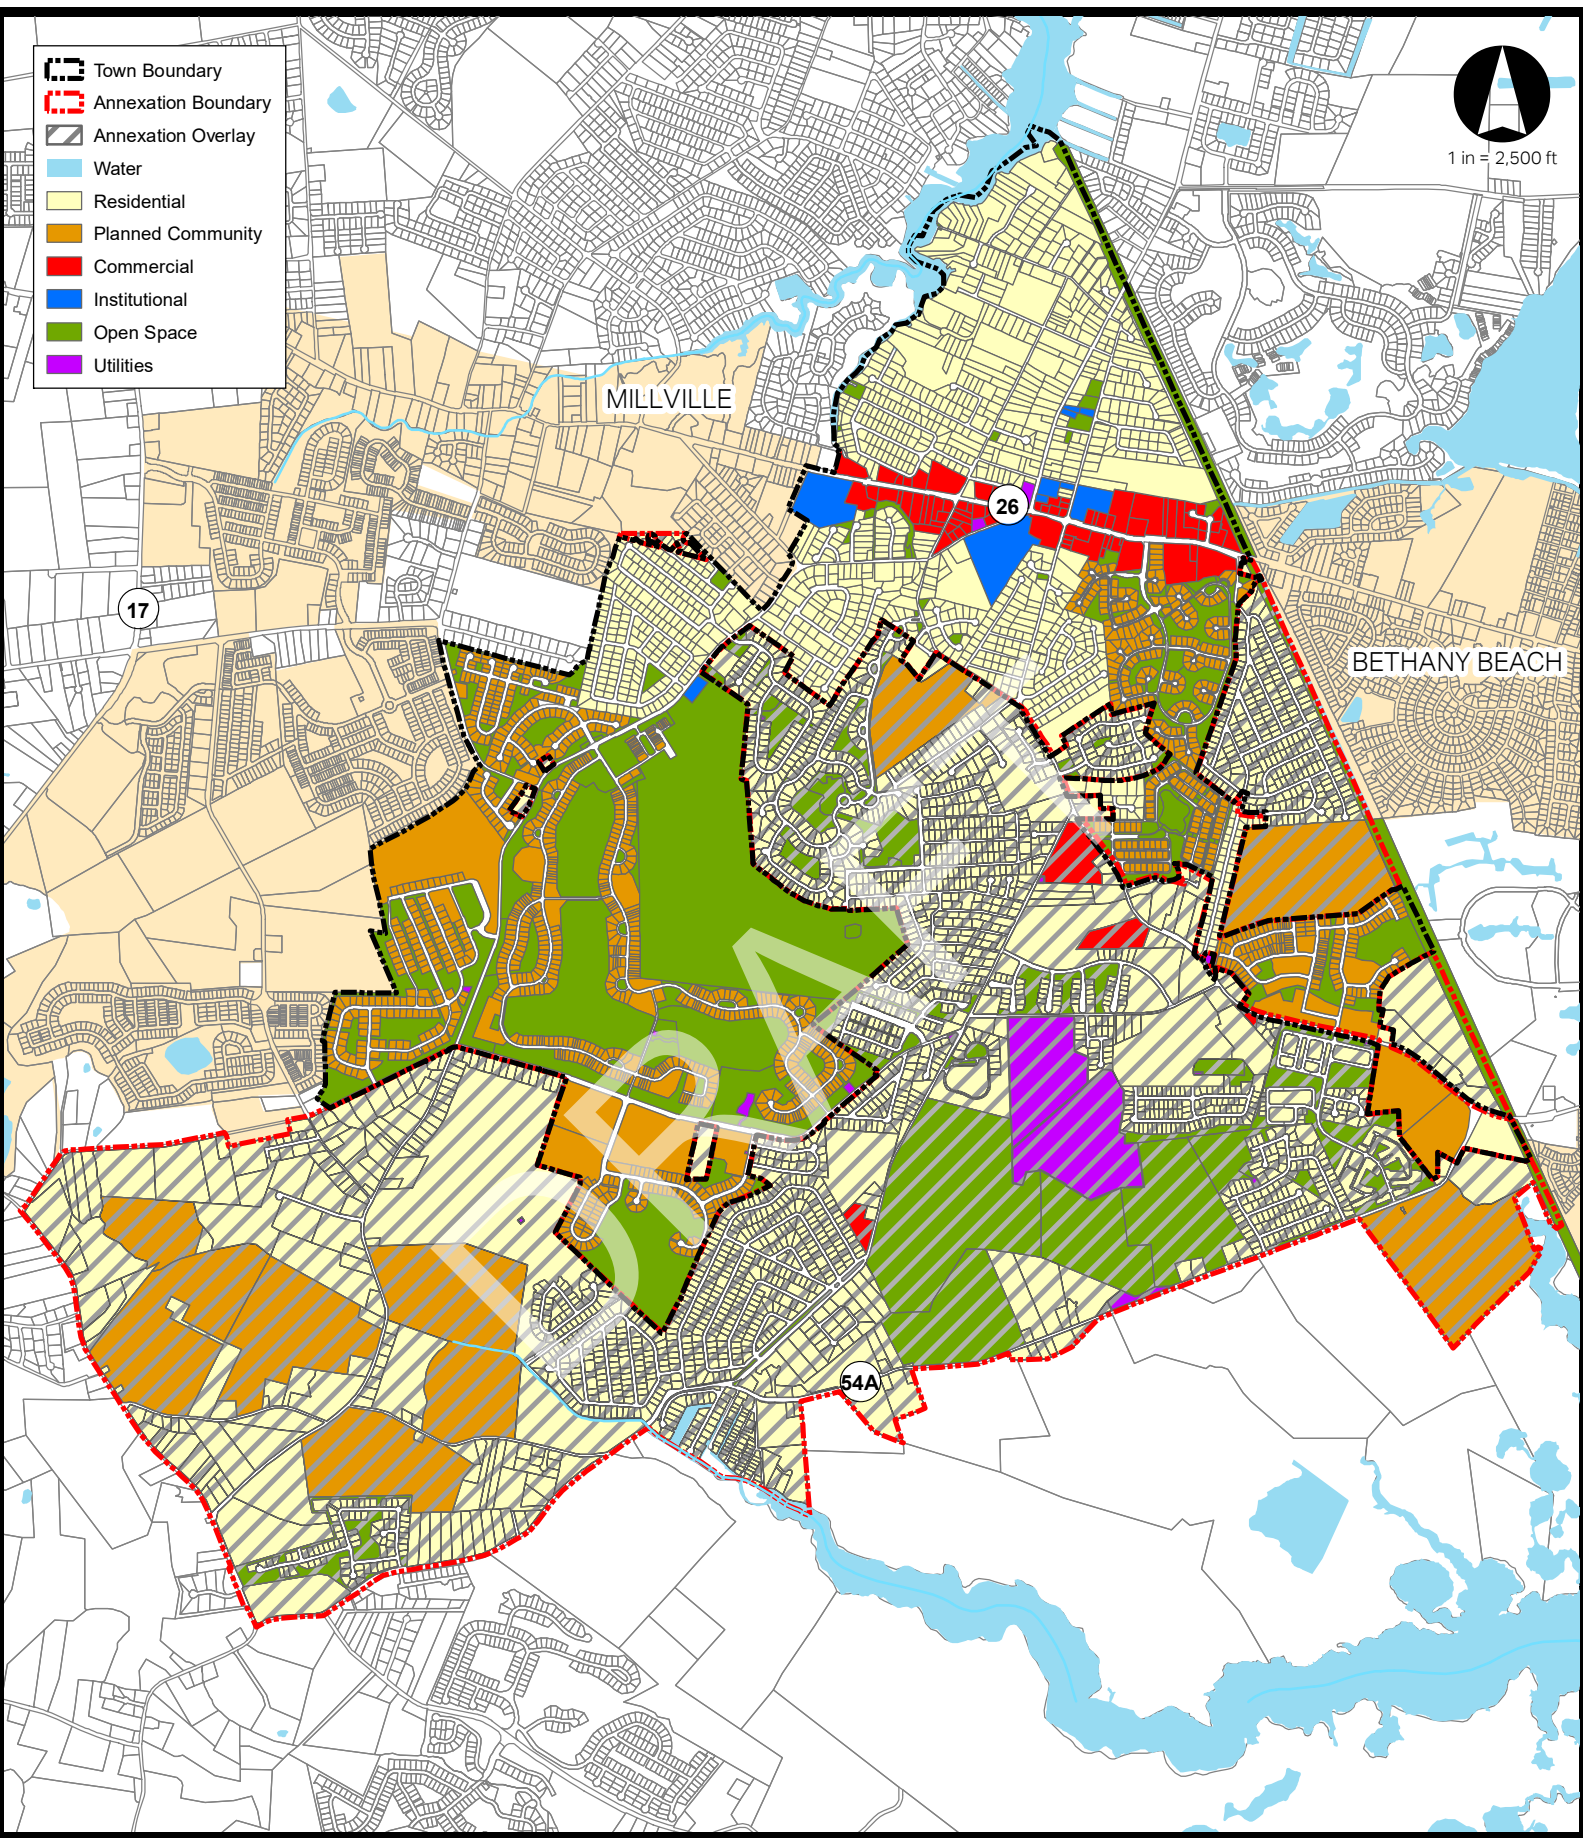 Town Boundary
Annexation Boundary
Annexation Overlay
Water
Residential
Planned Community
Commercial
Institutional
Open Space
Utilities
1 in = 2,500 ft
MILLVILLE
26
17
BETHANY BEACH
DRAFT
54A